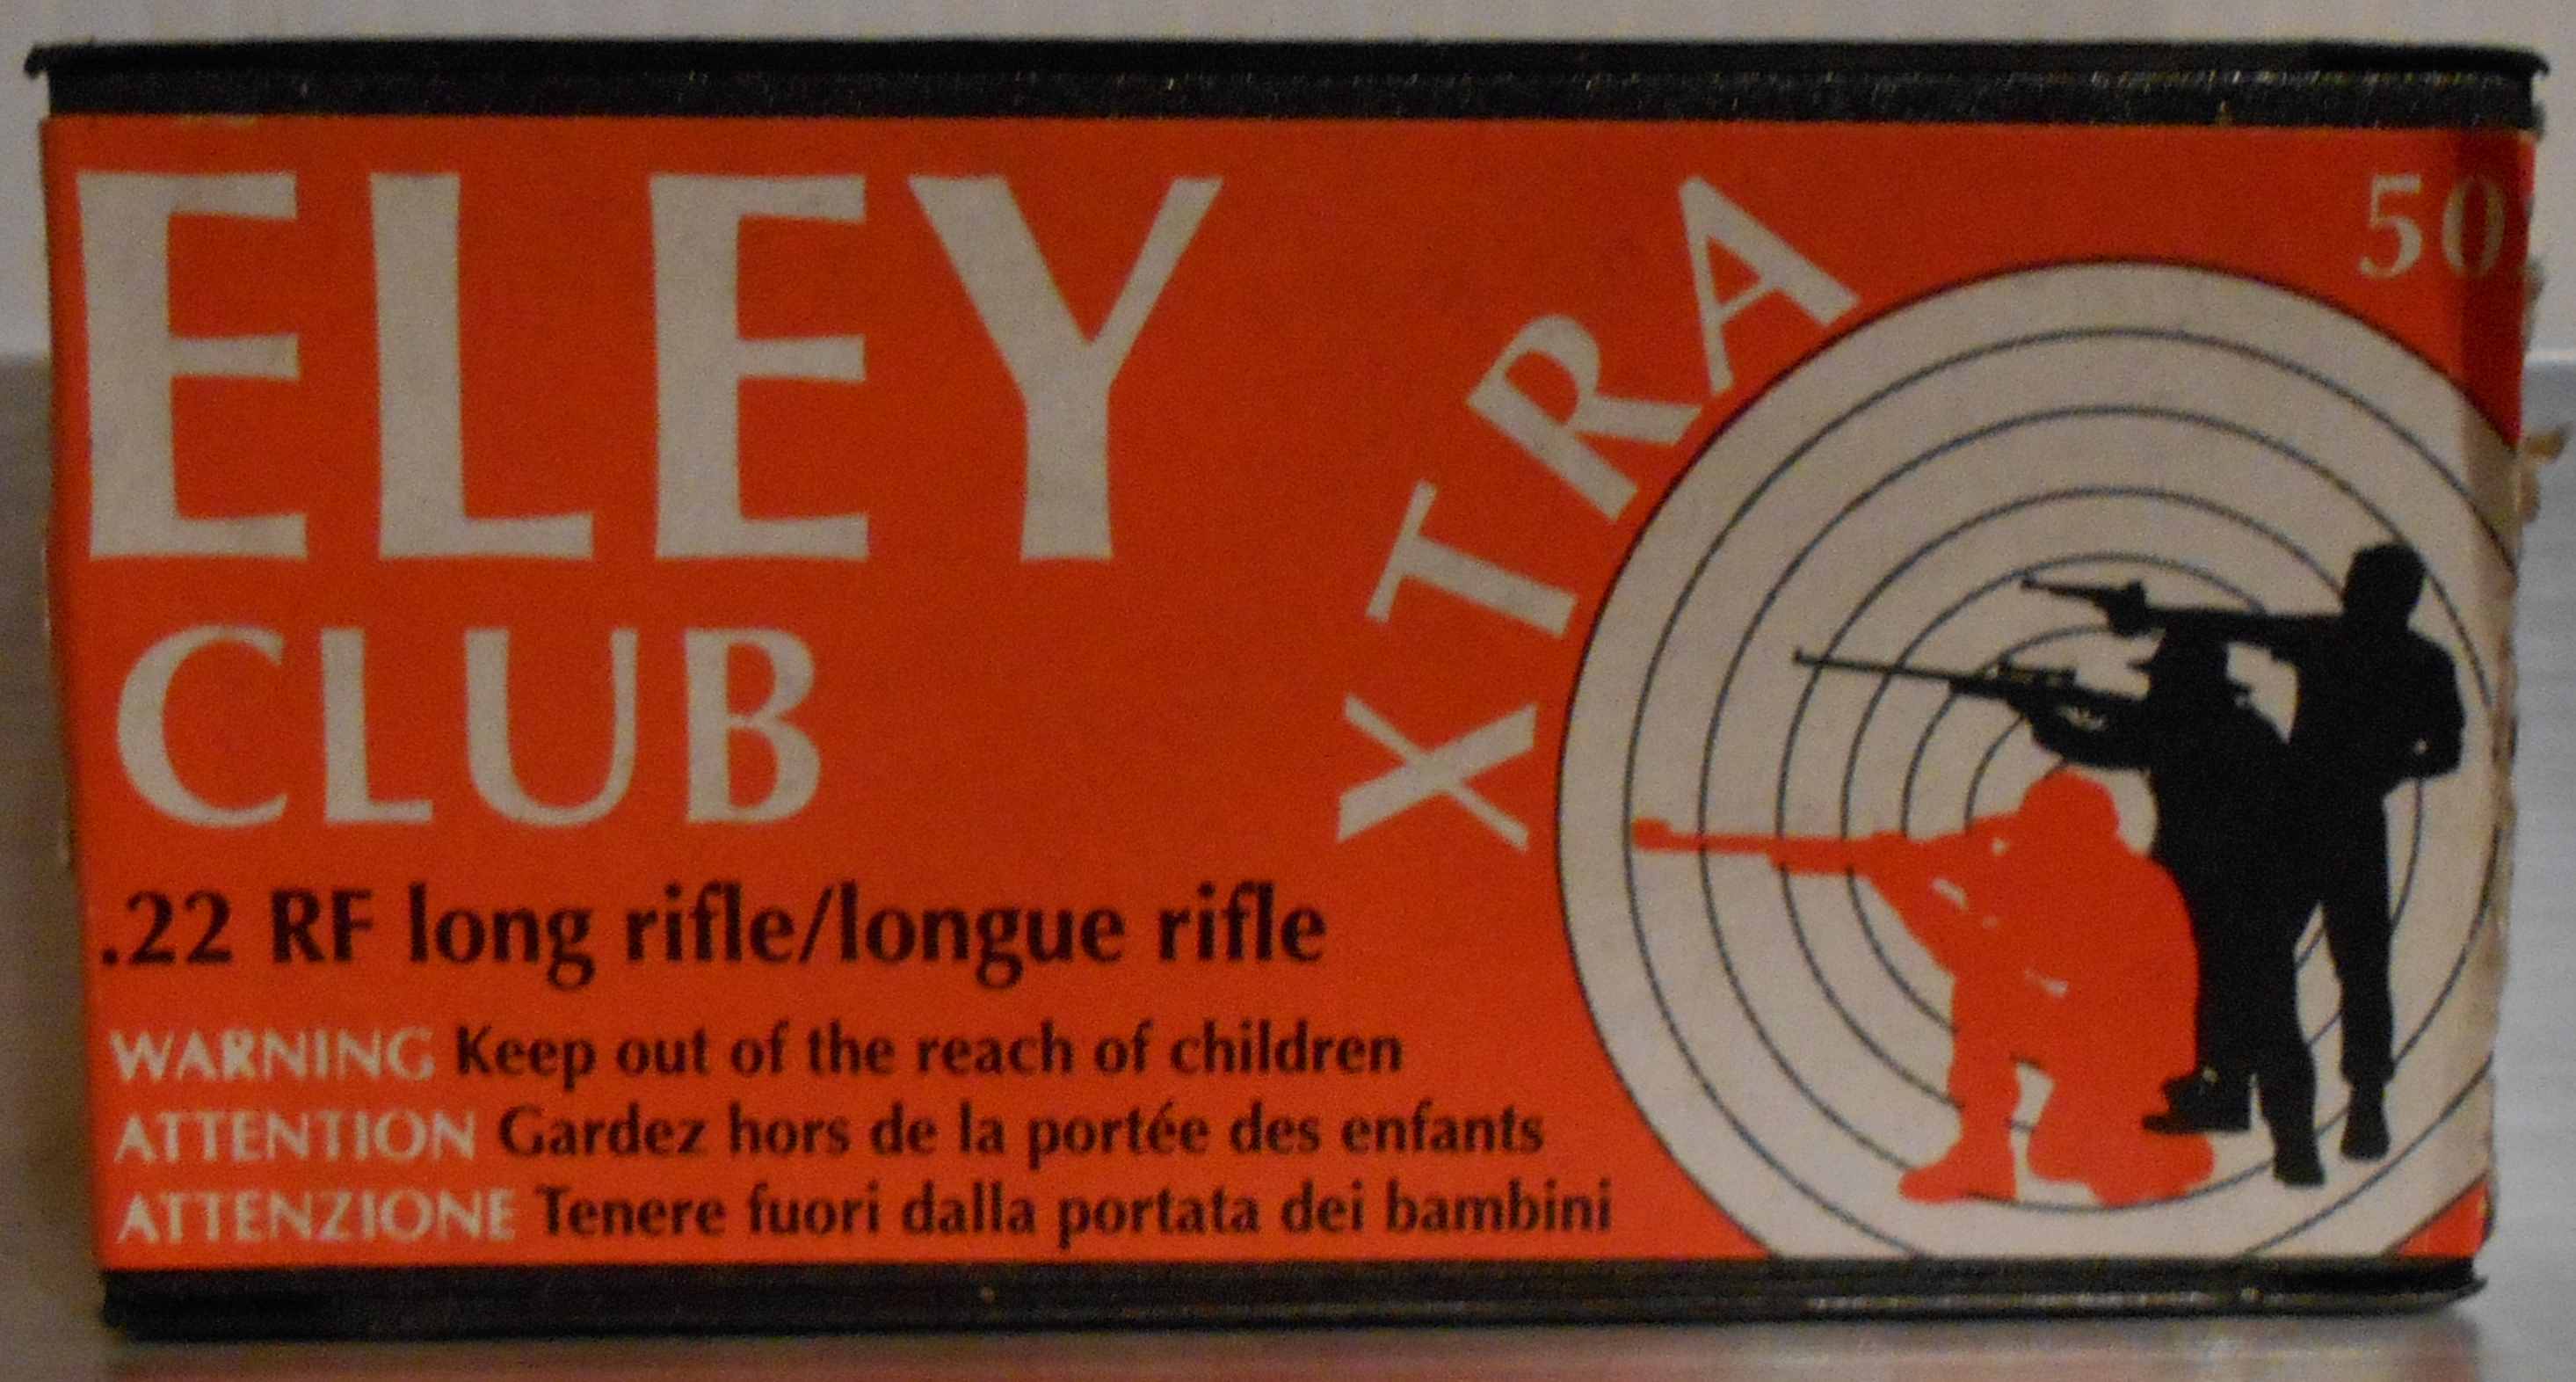 ELEY
XTRA
50
CLUB
.22 RF long rifle/longue rifle
WARNING Keep out of the reach of children
ATTENTION Gardez hors de la portée des enfants
ATTENZIONE Tenere fuori dalla portata dei bambini